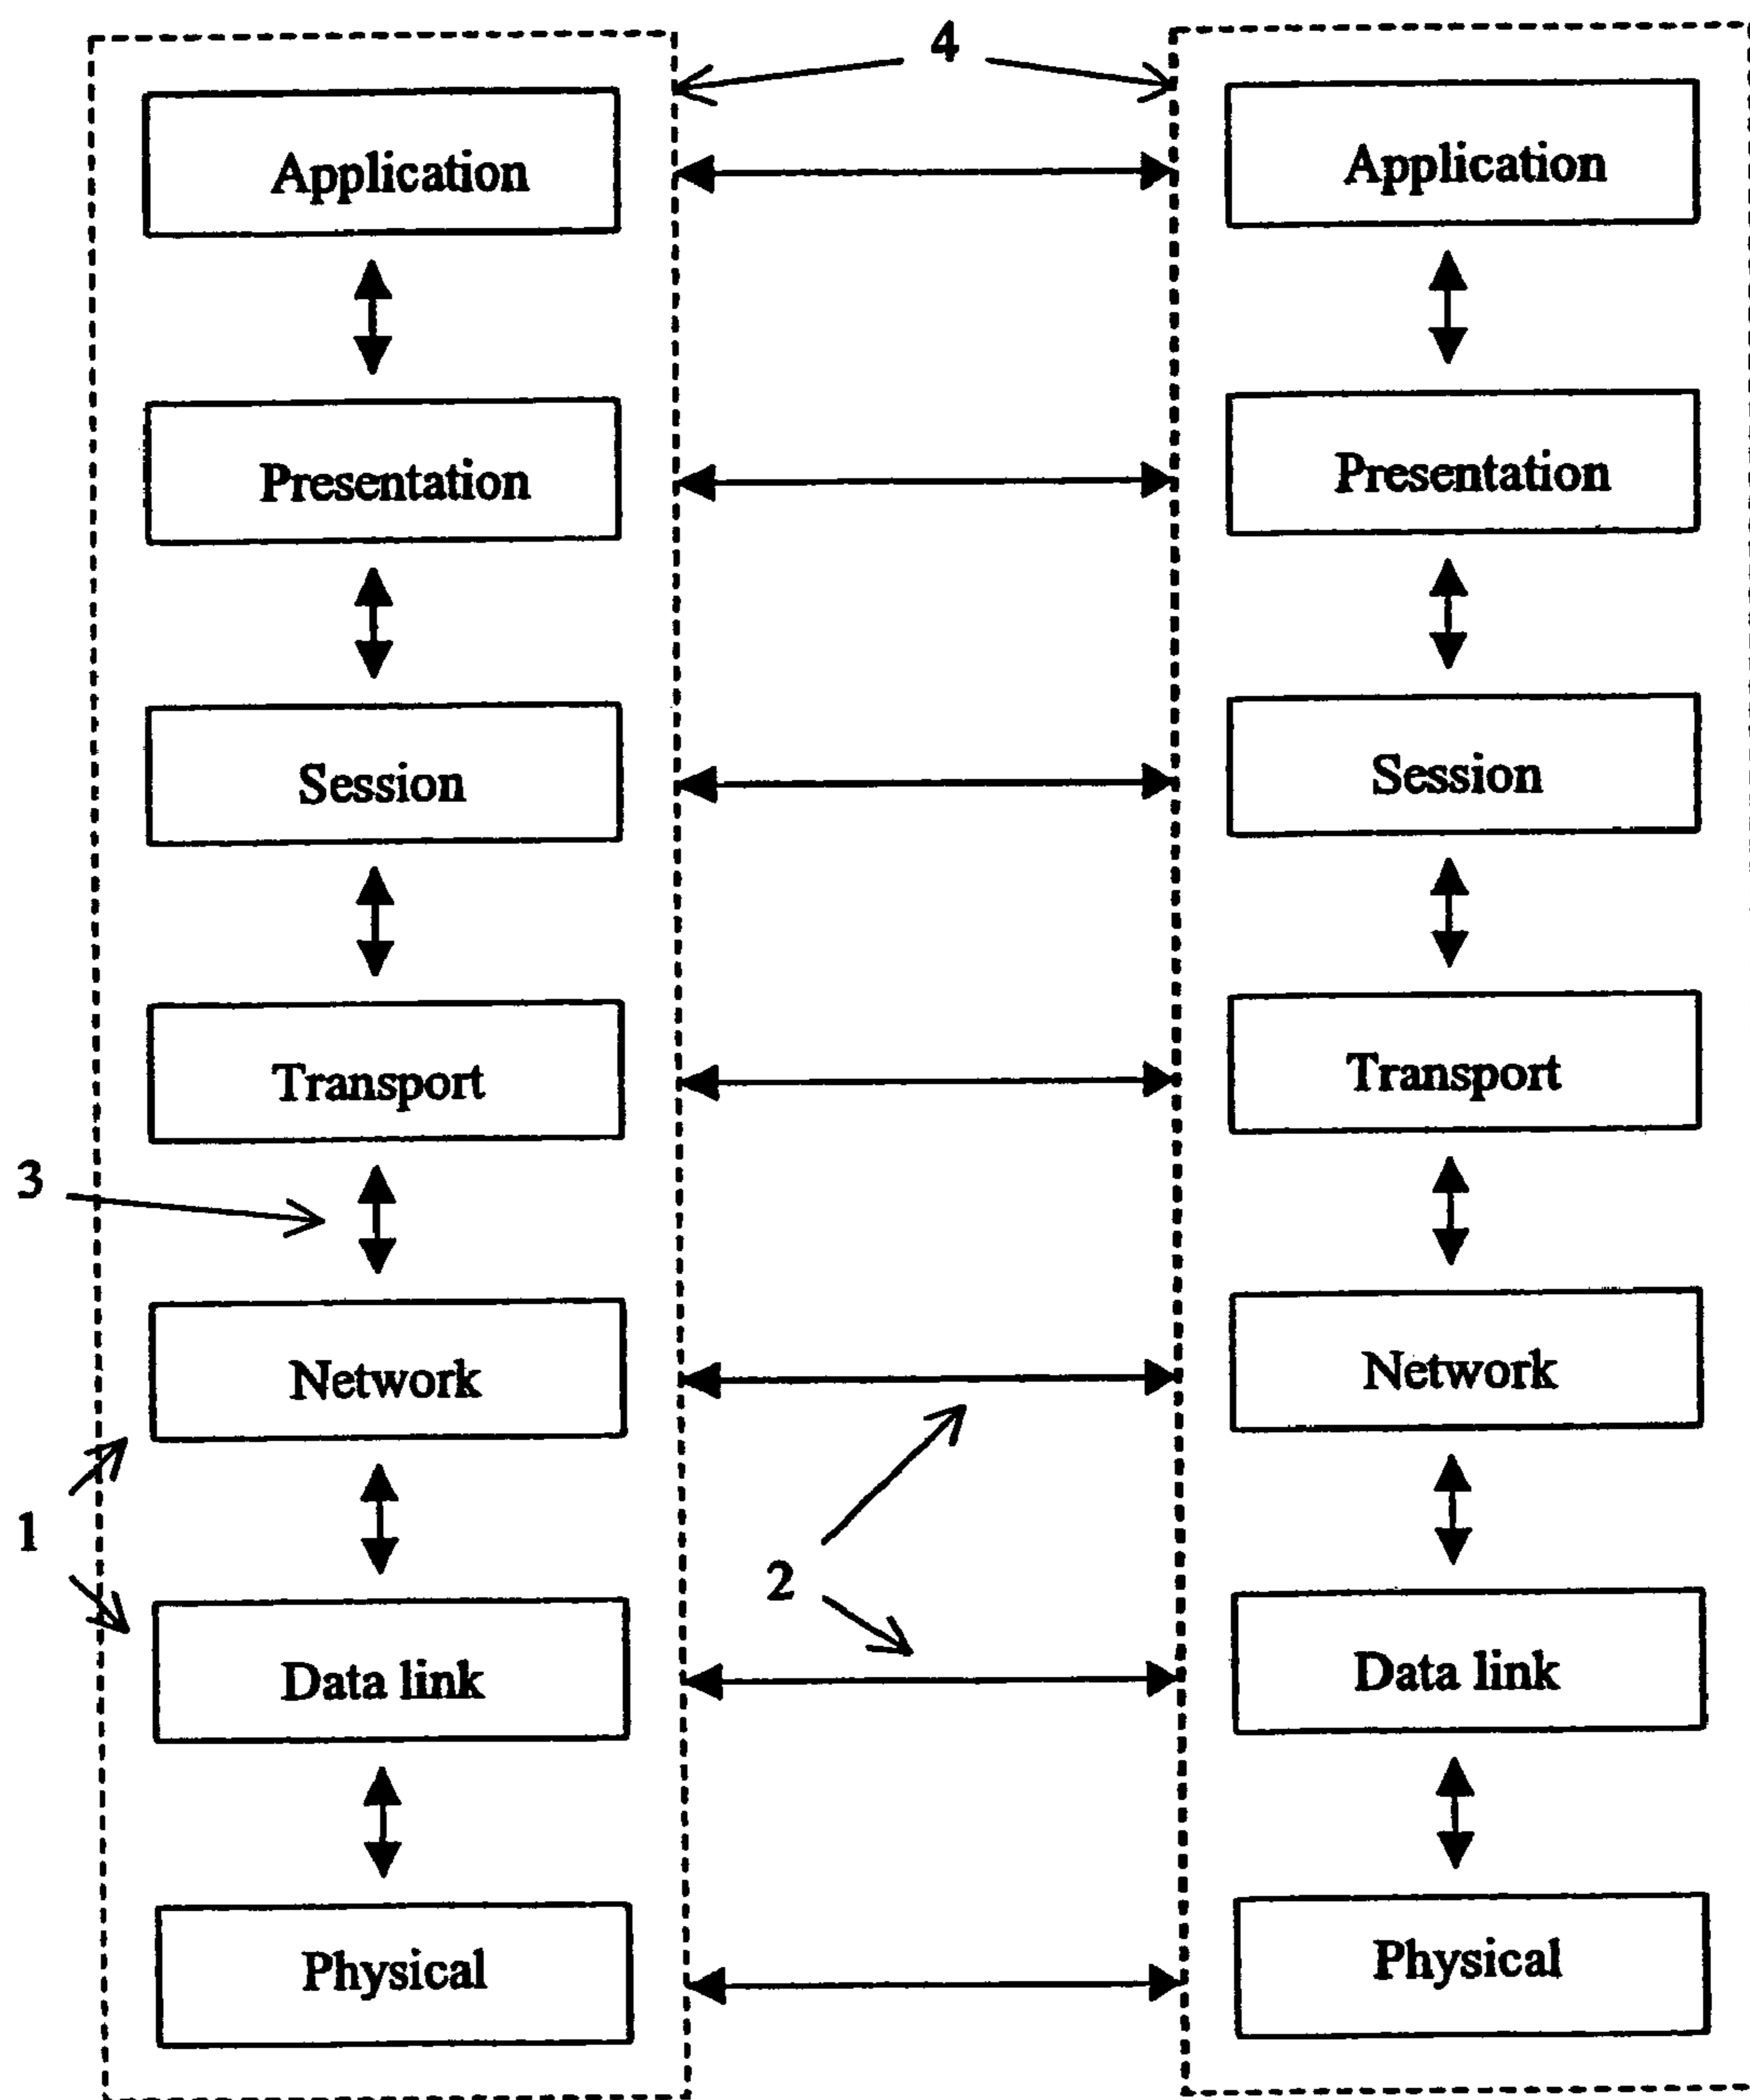 4
Application
Application
Presentation
Presentation
Session
Session
Transport
Transport
3
Network
Network
1
2
Data link
Data link
Physical
Physical